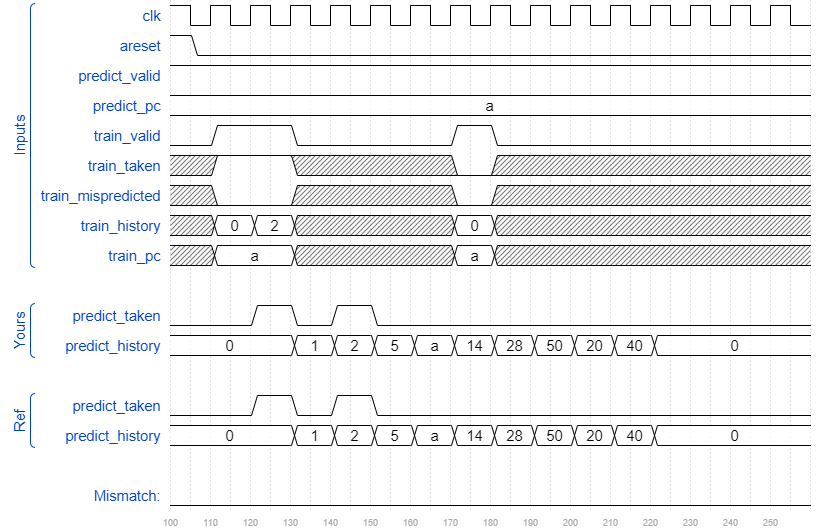 Inputs
clk
areset
predict_valid
predict_pc a
train_valid
train_taken
train_mispredicted
train_history 0 2 0
train_pc a a
Yours
predict_taken
predict_history 0 1 2 5 a 14 28 50 20 40 0
Ref
predict_taken
predict_history 0 1 2 5 a 14 28 50 20 40 0
Mismatch:
100 110 120 130 140 150 160 170 180 190 200 210 220 230 240 250